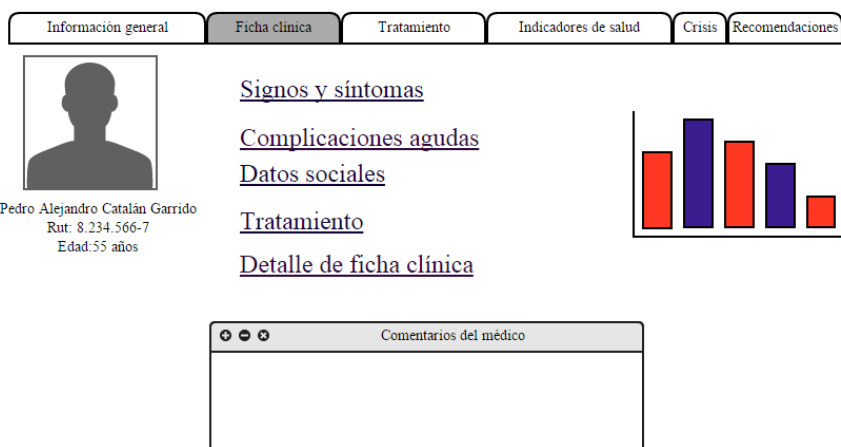 Información general
Ficha clínica
Tratamiento
Indicadores de salud
Crisis
Recomendaciones
Pedro Alejandro Catalán Garrido
Rut: 8.234.566-7
Edad:55 años
Signos y síntomas
Complicaciones agudas
Datos sociales
Tratamiento
Detalle de ficha clínica
Comentarios del médico